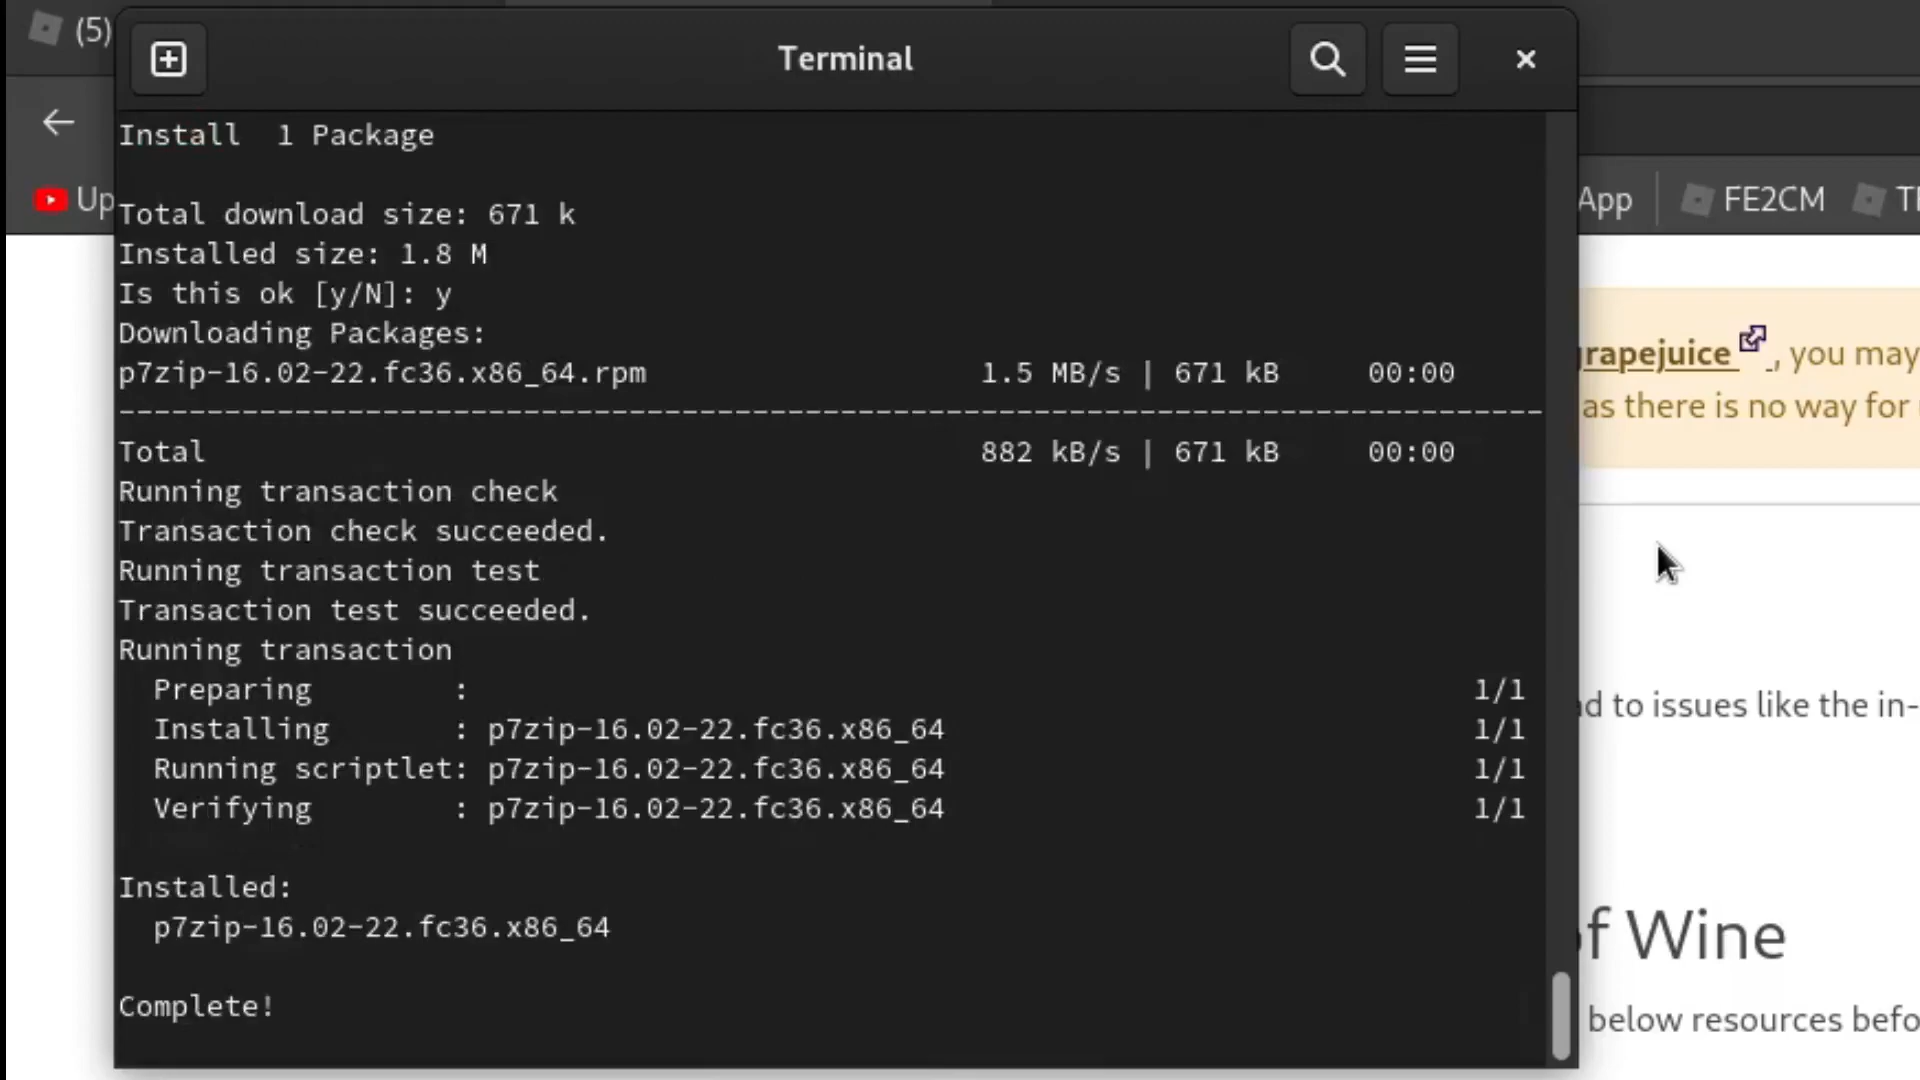 (5)
Terminal
Up
App
FE2CM
Install  1 Package
Total download size: 671 k
Installed size: 1.8 M
Is this ok [y/N]: y
Downloading Packages:
p7zip-16.02-22.fc36.x86_64.rpm 1.5 MB/s | 671 kB 00:00
--------------------------------------------------------------------------------
Total 882 kB/s | 671 kB 00:00
Running transaction check
Transaction check succeeded.
Running transaction test
Transaction test succeeded.
Running transaction
Preparing : 1/1
Installing : p7zip-16.02-22.fc36.x86_64 1/1
Running scriptlet: p7zip-16.02-22.fc36.x86_64 1/1
Verifying : p7zip-16.02-22.fc36.x86_64 1/1
Installed:
p7zip-16.02-22.fc36.x86_64
Complete!
rapejuice , you may
as there is no way for
to issues like the in-
of Wine
below resources befo